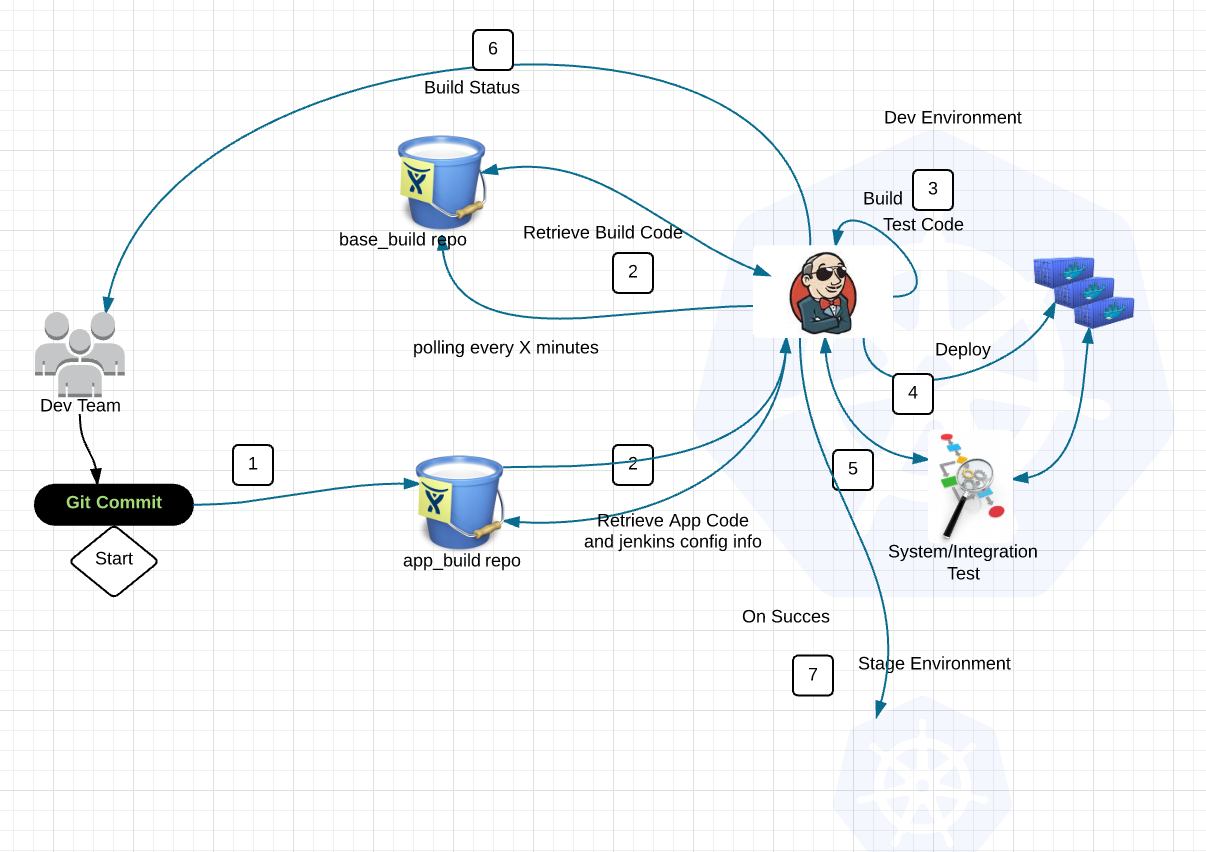 6
Build Status
Dev Environment
Build
3
Test Code
base_build repo
Retrieve Build Code
2
polling every X minutes
Deploy
4
Dev Team
1
2
5
Git Commit
Start
app_build repo
Retrieve App Code
and jenkins config info
System/Integration
Test
On Succes
7
Stage Environment